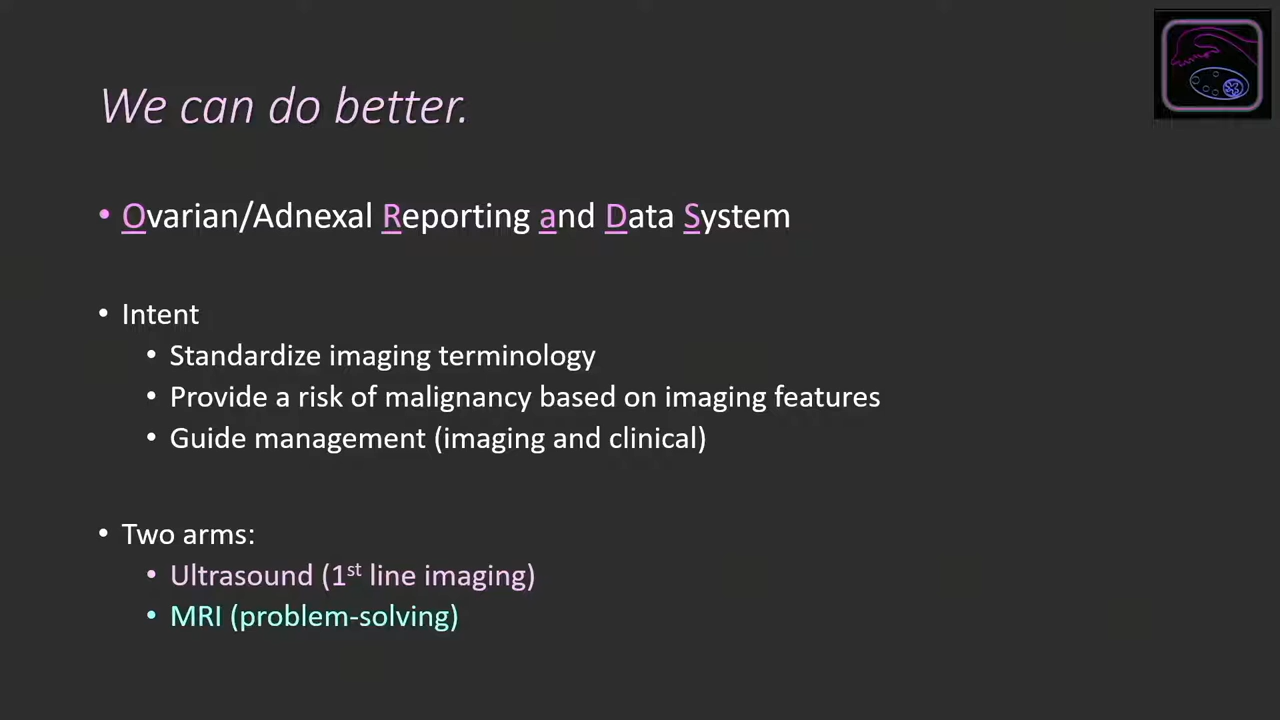 We can do better.
• Ovarian/Adnexal Reporting and Data System
• Intent
• Standardize imaging terminology
• Provide a risk of malignancy based on imaging features
• Guide management (imaging and clinical)
• Two arms:
• Ultrasound (1st line imaging)
• MRI (problem-solving)